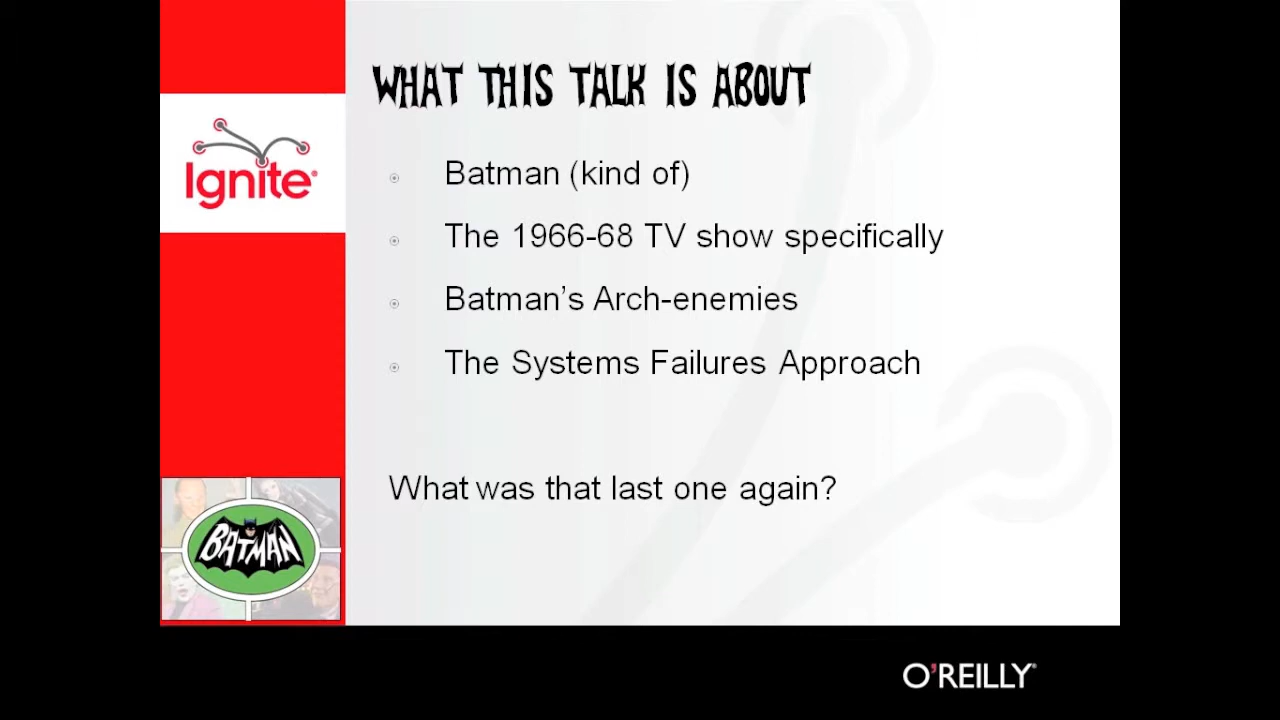 WHAT THIS TALK IS ABOUT
Ignite®
Batman (kind of)
The 1966-68 TV show specifically
Batman's Arch-enemies
The Systems Failures Approach
What was that last one again?
BATMAN
O'REILLY®